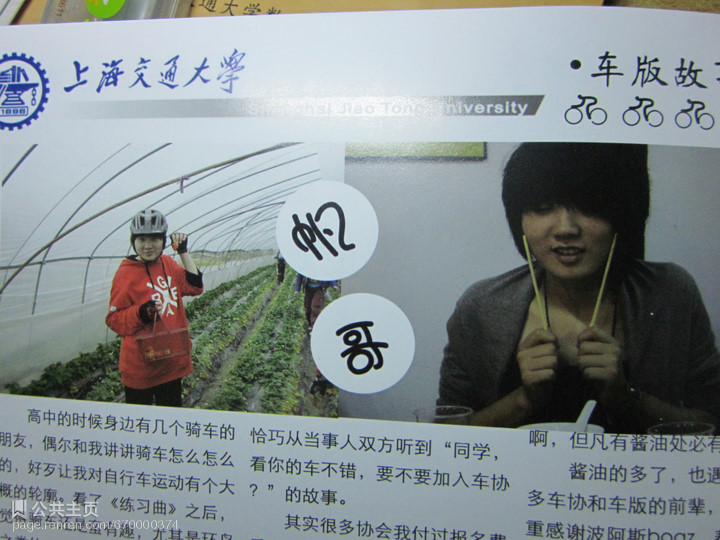 通大学
上海交通大学
Shanghai Jiao Tong University
1896
•车版故
哥
高中的时候身边有几个骑车的
朋友，偶尔和我讲讲骑车怎么怎么
的，好歹让我对自行车运动有个大
概的轮廓。看了《练习曲》之后，
恰巧从当事人双方听到“同学，
看你的车不错，要不要加入车协
？”的故事。
其实很多协会我付过报名费
啊，但凡有酱油处必有
酱油的多了，也遇
多车协和车版的前辈，
重感谢波阿斯boaz，
公共主页
page.renren.com/670000374